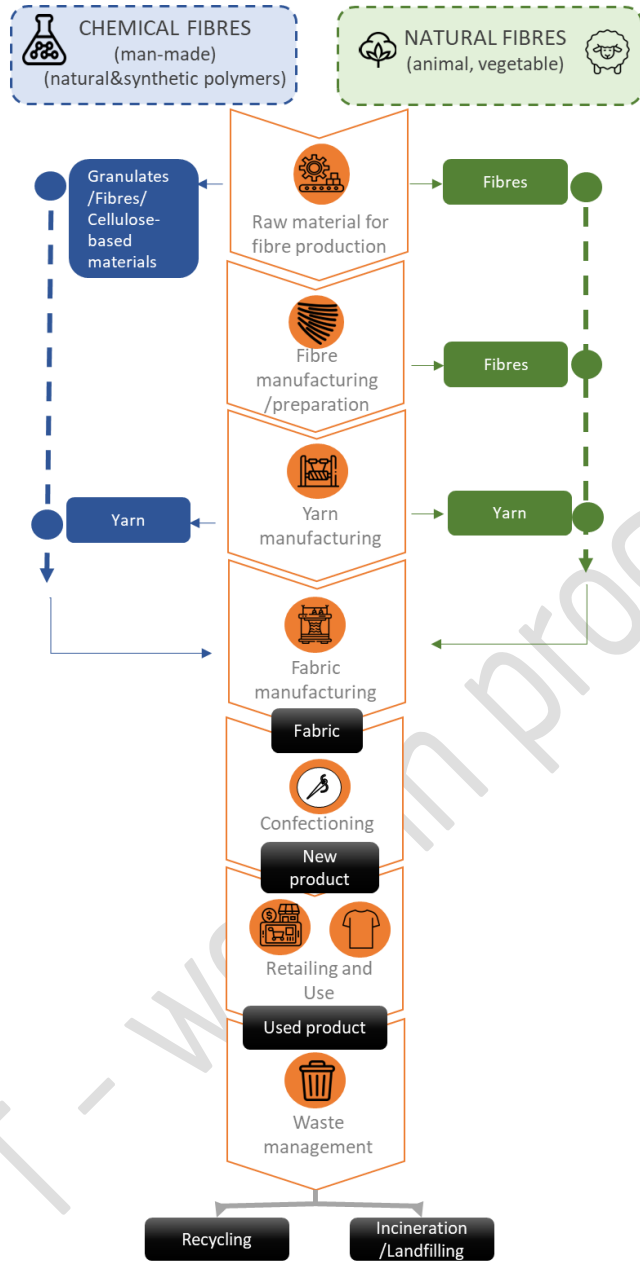 CHEMICAL FIBRES
(man-made)
(natural&synthetic polymers)
NATURAL FIBRES
(animal, vegetable)
Granulates
/Fibres/
Cellulose-
based
materials
Raw material for
fibre production
Fibres
Fibre
manufacturing
/preparation
Fibres
Yarn
Yarn
manufacturing
Yarn
Fabric
manufacturing
Fabric
Confectioning
New
product
Retailing and
Use
Used product
Waste
management
Recycling
Incineration
/Landfilling